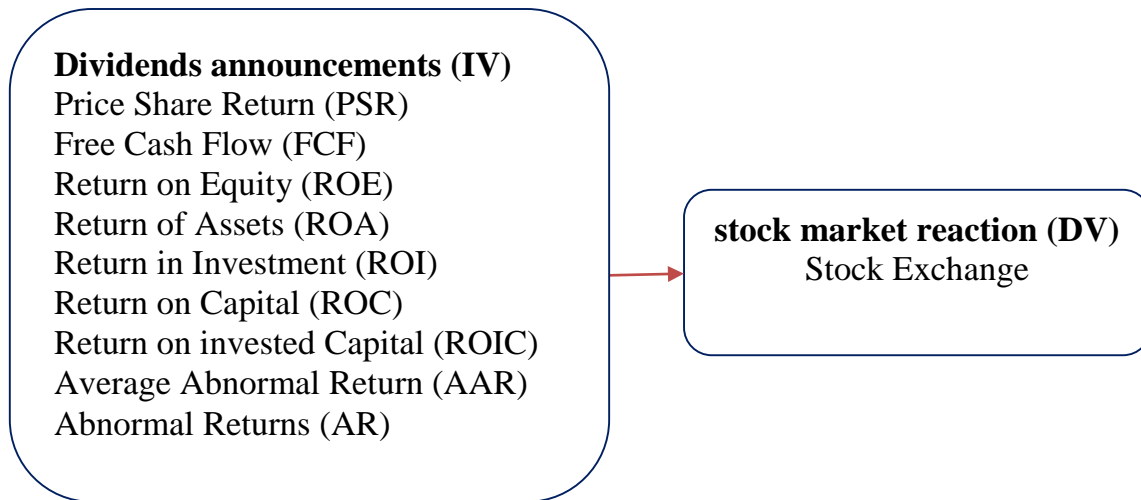 Dividends announcements (IV)
Price Share Return (PSR)
Free Cash Flow (FCF)
Return on Equity (ROE)
Return of Assets (ROA)
Return in Investment (ROI)
Return on Capital (ROC)
Return on invested Capital (ROIC)
Average Abnormal Return (AAR)
Abnormal Returns (AR)
stock market reaction (DV)
Stock Exchange